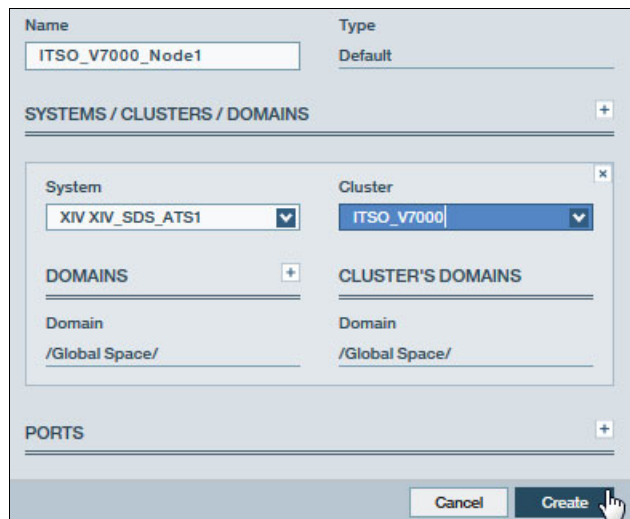 Name Type
ITSO_V7000_Node1 Default
SYSTEMS / CLUSTERS / DOMAINS +
×
System Cluster
XIV XIV_SDS_ATS1 ITSO_V7000
DOMAINS + CLUSTER'S DOMAINS
Domain Domain
/Global Space/ /Global Space/
PORTS +
Cancel Create